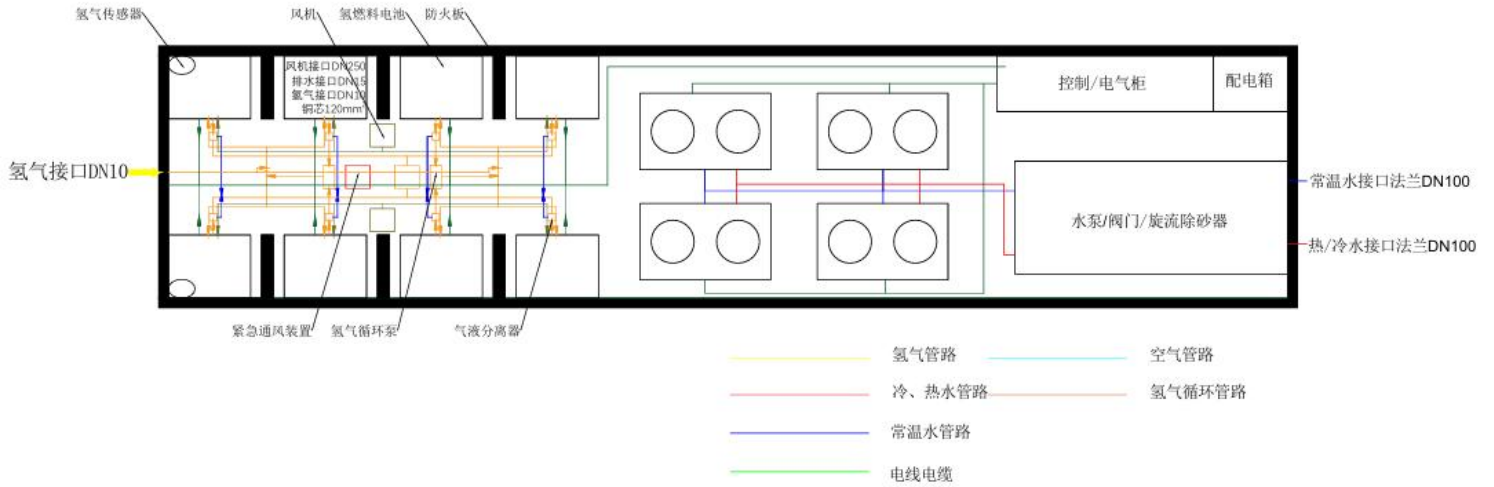 氢气传感器
风机
氢燃料电池
防火板
风机接口DN250
排水接口DN15
氢气接口DN10
铜芯120mm²
控制/电气柜
配电箱
氢气接口DN10
常温水接口法兰DN100
水泵/阀门/旋流除砂器
热/冷水接口法兰DN100
紧急通风装置
氢气循环泵
气液分离器
氢气管路
空气管路
冷、热水管路
氢气循环管路
常温水管路
电线电缆